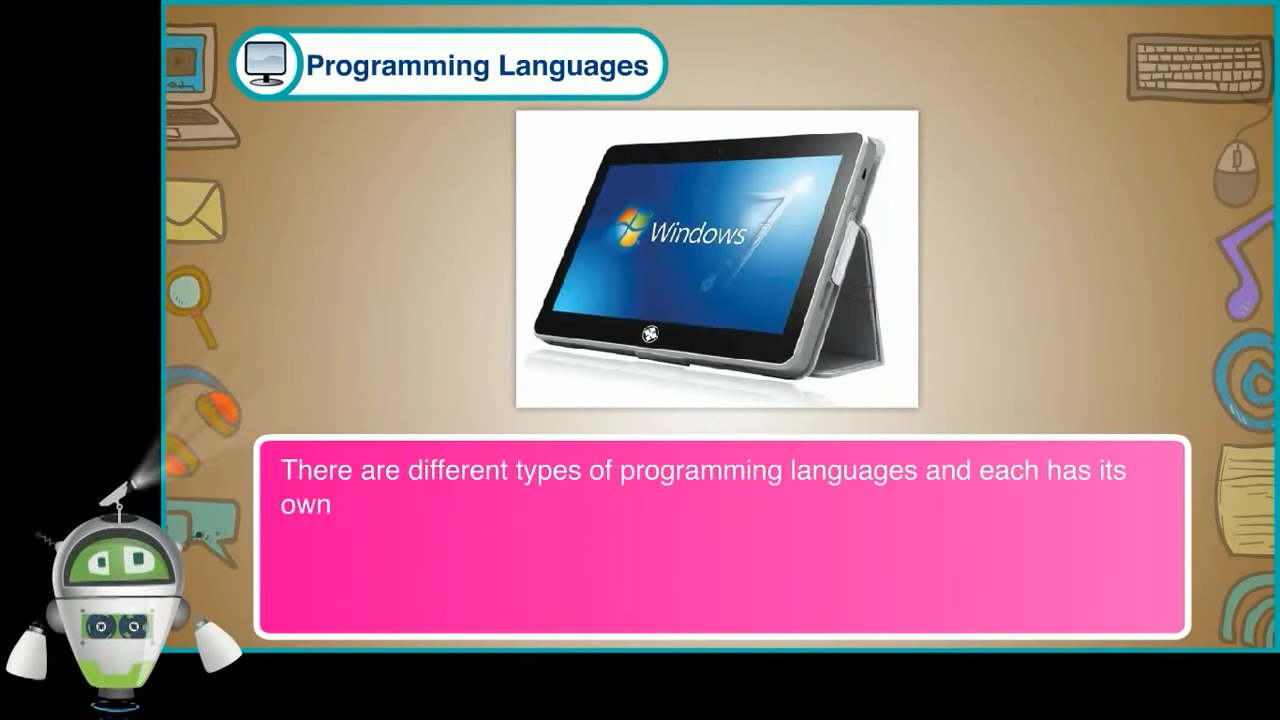 Programming Languages
Windows 7
There are different types of programming languages and each has its
own